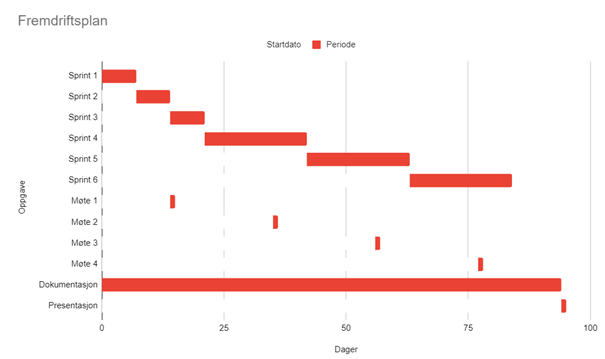 Fremdriftsplan
Startdato Periode
Oppgave
Sprint 1
Sprint 2
Sprint 3
Sprint 4
Sprint 5
Sprint 6
Møte 1
Møte 2
Møte 3
Møte 4
Dokumentasjon
Presentasjon
0 25 50 75 100
Dager